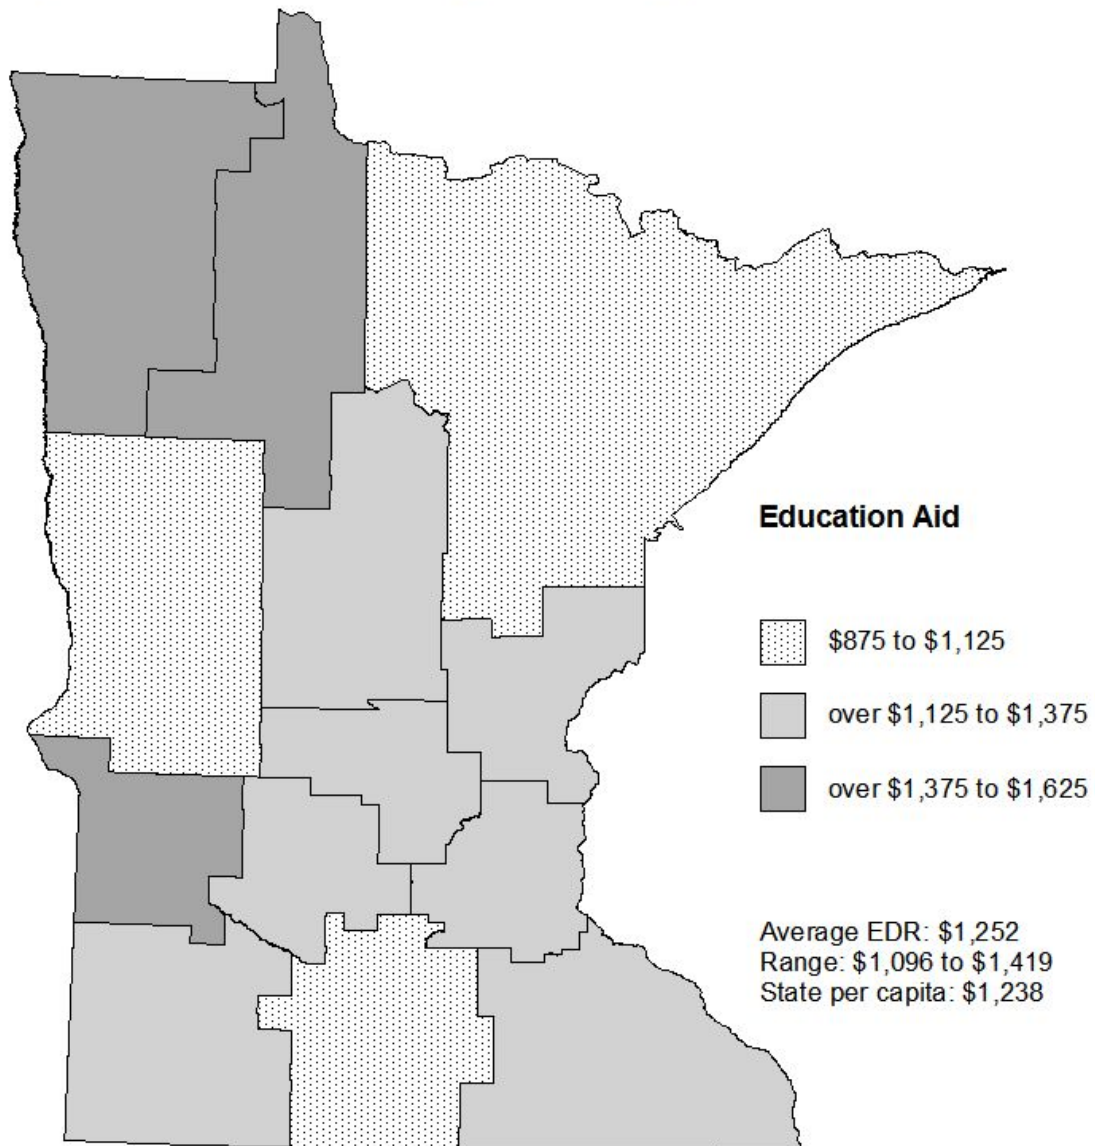 Education Aid
$875 to $1,125
over $1,125 to $1,375
over $1,375 to $1,625
Average EDR: $1,252
Range: $1,096 to $1,419
State per capita: $1,238